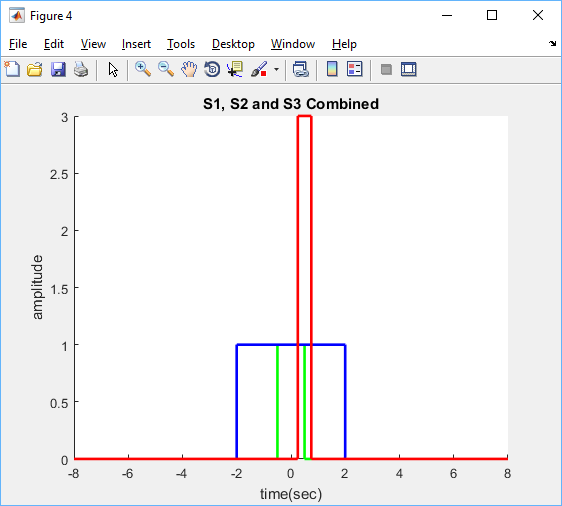 Figure 4
File Edit View Insert Tools Desktop Window Help
S1, S2 and S3 Combined
3
2.5
2
1.5
1
0.5
0
amplitude
-8 -6 -4 -2 0 2 4 6 8
time(sec)